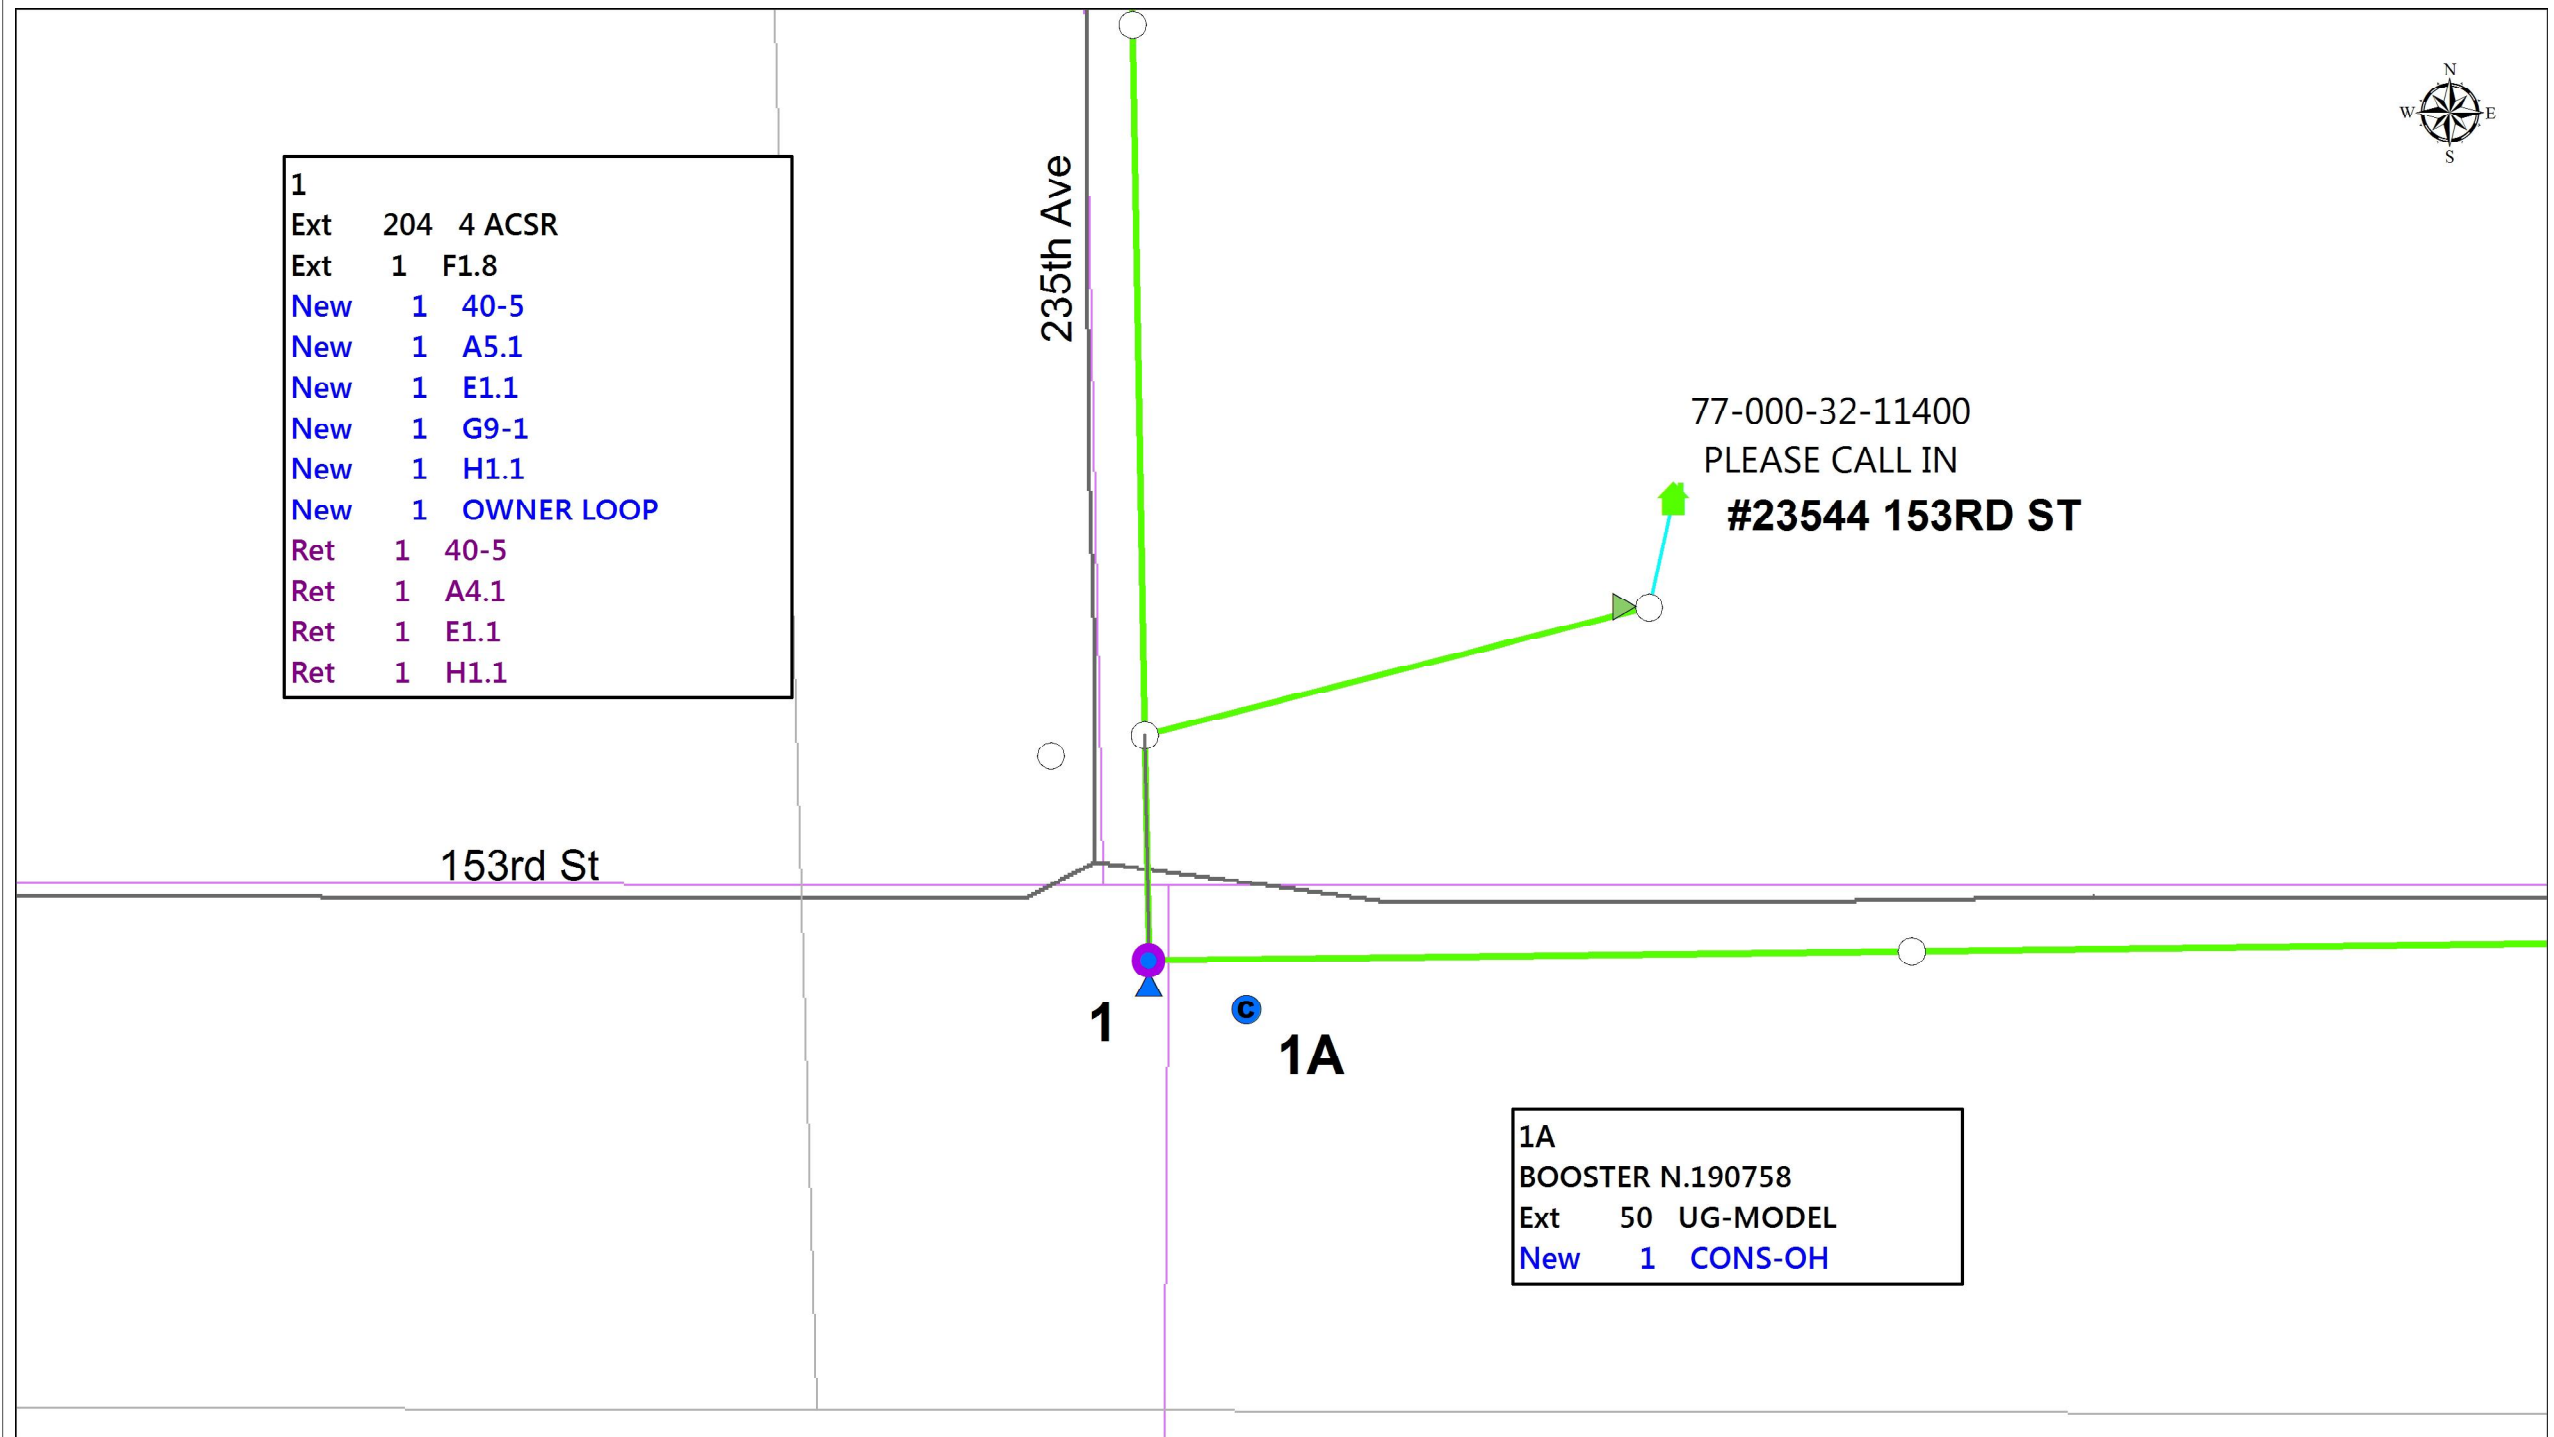 N
W E
S
1
Ext 204 4 ACSR
Ext 1 F1.8
New 1 40-5
New 1 A5.1
New 1 E1.1
New 1 G9-1
New 1 H1.1
New 1 OWNER LOOP
Ret 1 40-5
Ret 1 A4.1
Ret 1 E1.1
Ret 1 H1.1
235th Ave
77-000-32-11400
PLEASE CALL IN
#23544 153RD ST
153rd St
1
C
1A
1A
BOOSTER N.190758
Ext 50 UG-MODEL
New 1 CONS-OH